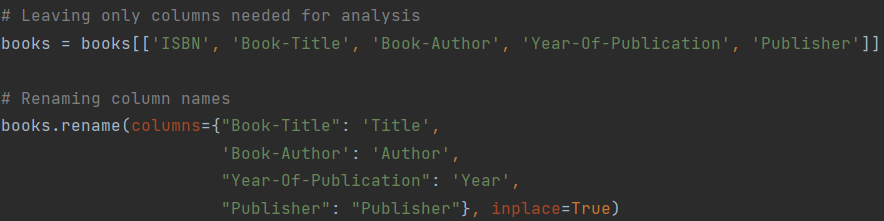 # Leaving only columns needed for analysis
books = books[['ISBN', 'Book-Title', 'Book-Author', 'Year-Of-Publication', 'Publisher']]
# Renaming column names
books.rename(columns={"Book-Title": 'Title',
'Book-Author': 'Author',
"Year-Of-Publication": 'Year',
"Publisher": "Publisher"}, inplace=True)